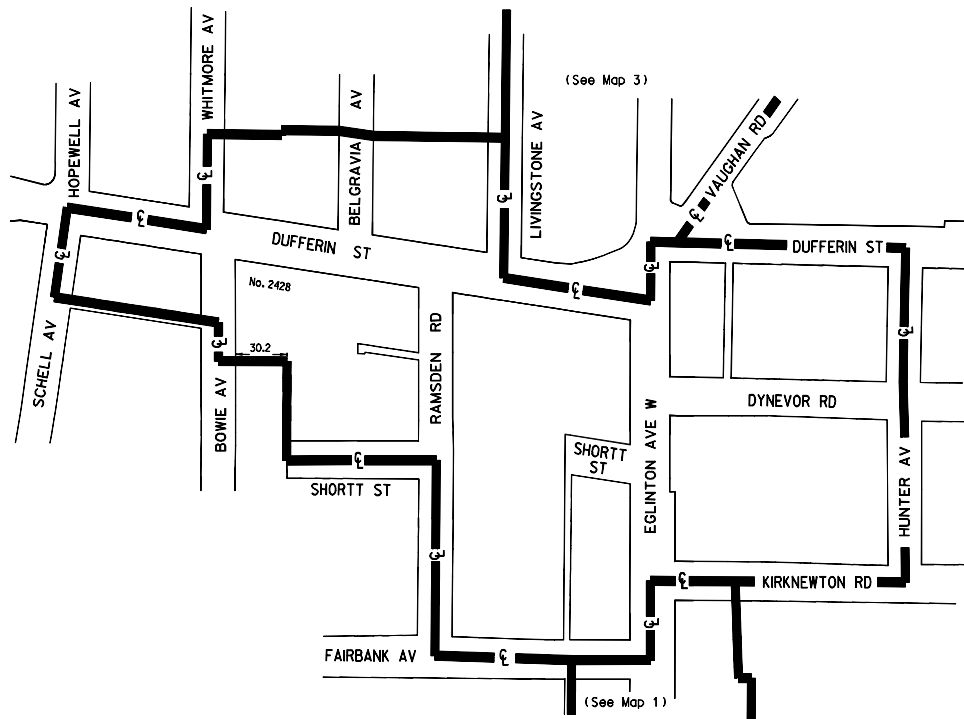 (See Map 3)
HOPEWELL AV
WHITMORE AV
BELGRAVIA AV
LIVINGSTONE AV
VAUGHAN RD
℄
℄
℄
℄
℄
℄
℄
℄
DUFFERIN ST
DUFFERIN ST
No. 2428
SCHELL AV
℄
30.2
BOWIE AV
RAMSDEN RD
℄
DYNEVOR RD
EGLINTON AVE W
SHORTT
ST
HUNTER AV
℄
SHORTT ST
℄
℄
KIRKNEWTON RD
℄
FAIRBANK AV
℄
(See Map 1)